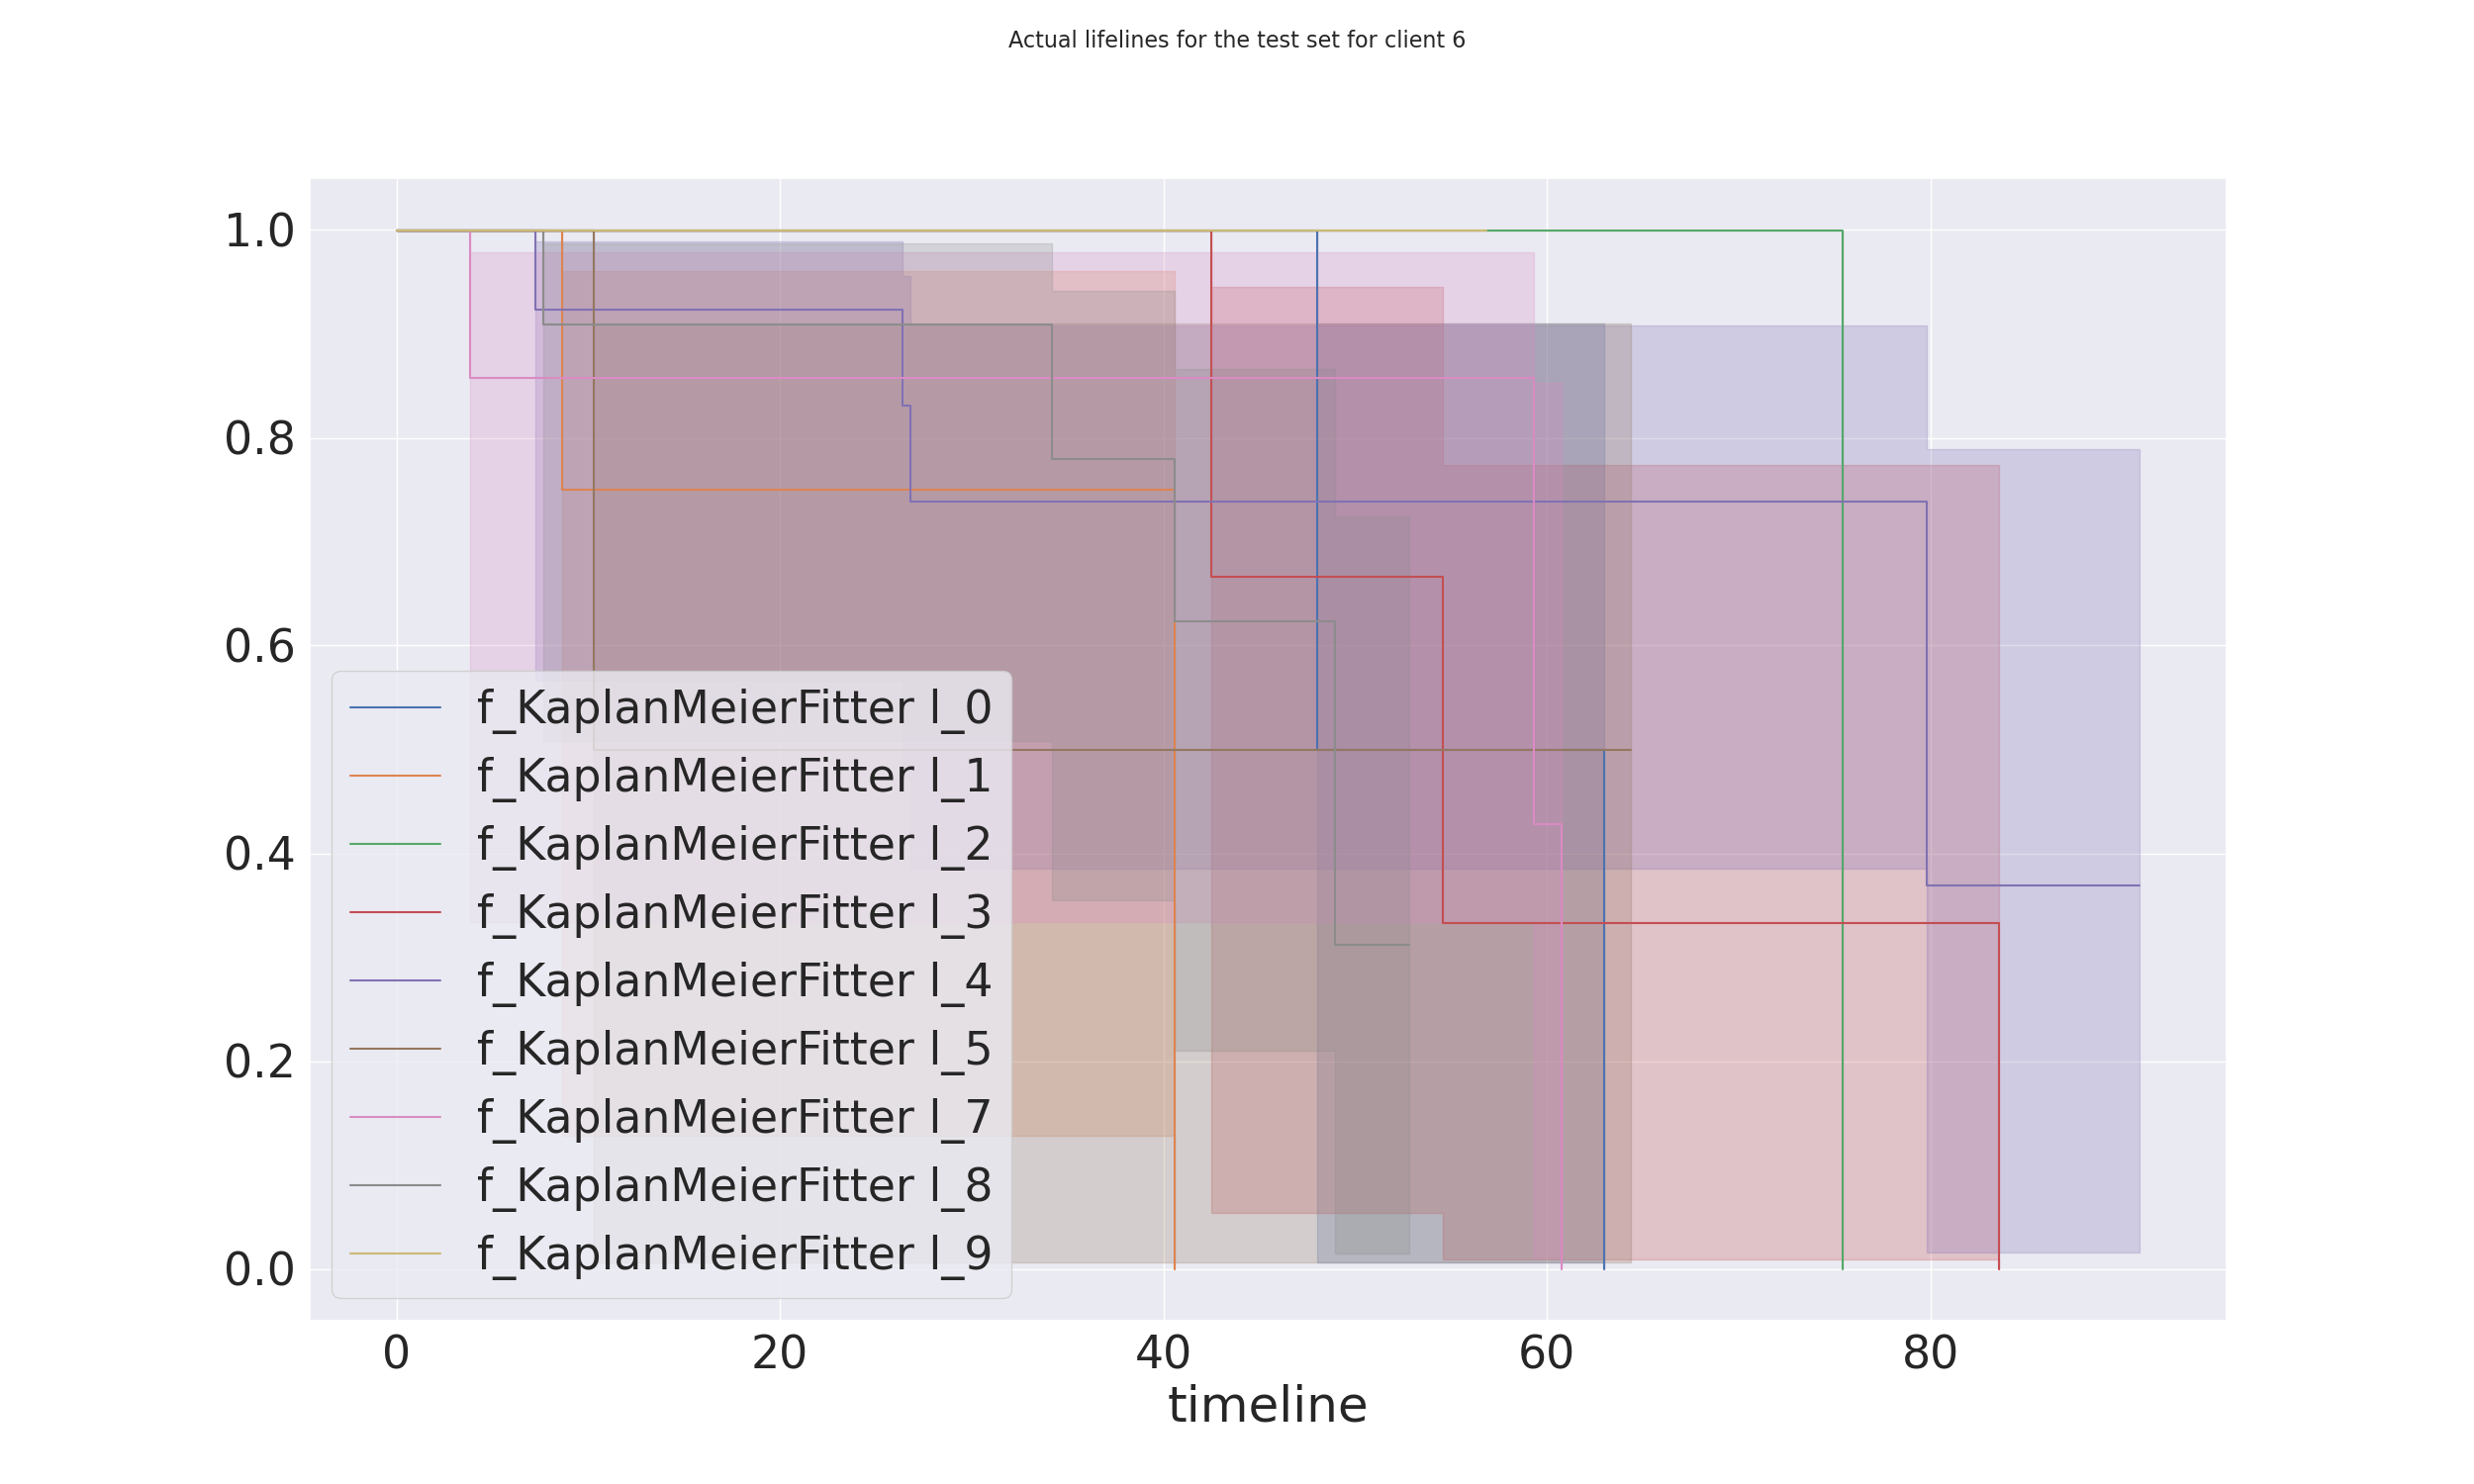 Actual lifelines for the test set for client 6
1.0
0.8
0.6
0.4
0.2
0.0
f_KaplanMeierFitter l_0
f_KaplanMeierFitter l_1
f_KaplanMeierFitter l_2
f_KaplanMeierFitter l_3
f_KaplanMeierFitter l_4
f_KaplanMeierFitter l_5
f_KaplanMeierFitter l_7
f_KaplanMeierFitter l_8
f_KaplanMeierFitter l_9
0 20 40 60 80
timeline